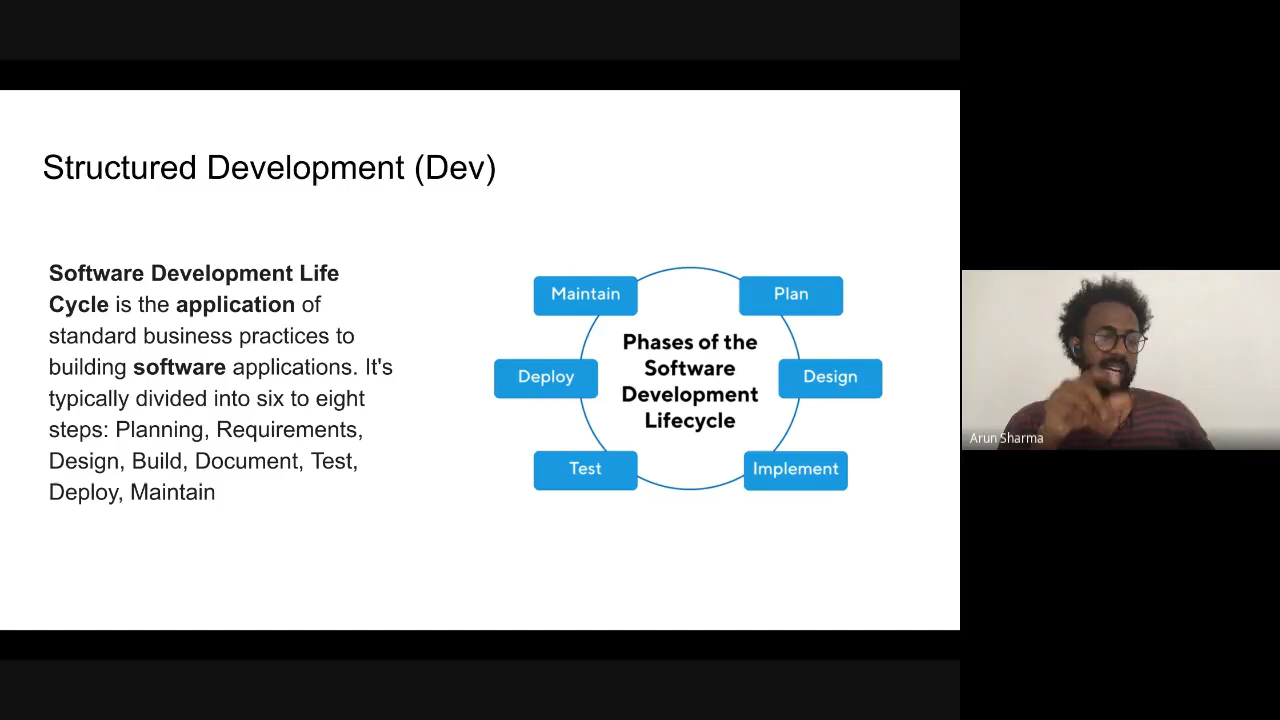 Structured Development (Dev)
Software Development Life
Cycle is the application of
standard business practices to
building software applications. It's
typically divided into six to eight
steps: Planning, Requirements,
Design, Build, Document, Test,
Deploy, Maintain
Maintain
Plan
Phases of the
Software
Development
Lifecycle
Deploy
Design
Test
Implement
Arun Sharma